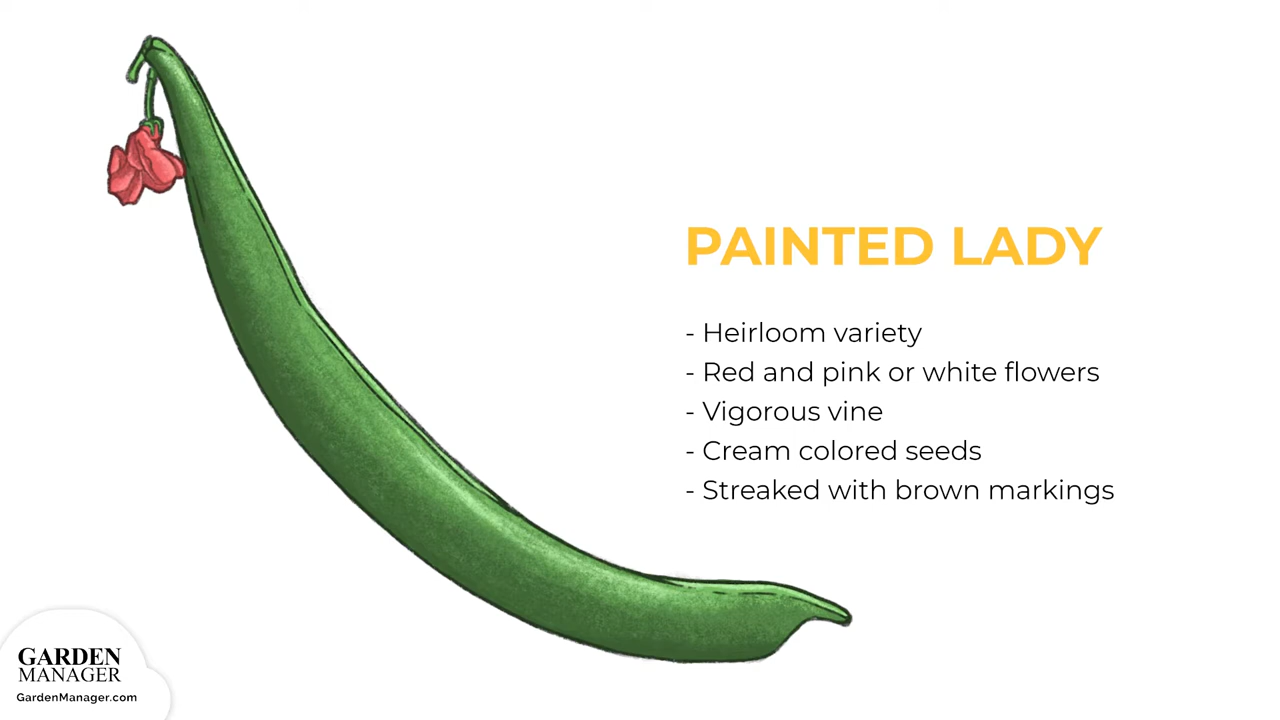 PAINTED LADY
- Heirloom variety
- Red and pink or white flowers
- Vigorous vine
- Cream colored seeds
- Streaked with brown markings
GARDEN
MANAGER
GardenManager.com